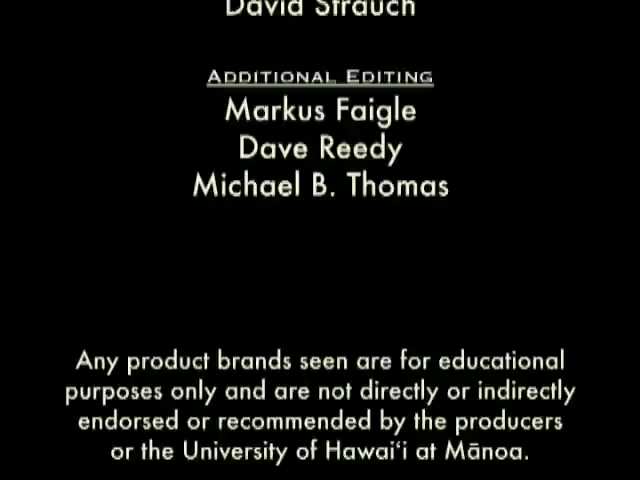 David Strauch
Additional Editing
Markus Faigle
Dave Reedy
Michael B. Thomas
Any product brands seen are for educational
purposes only and are not directly or indirectly
endorsed or recommended by the producers
or the University of Hawaiʻi at Mānoa.